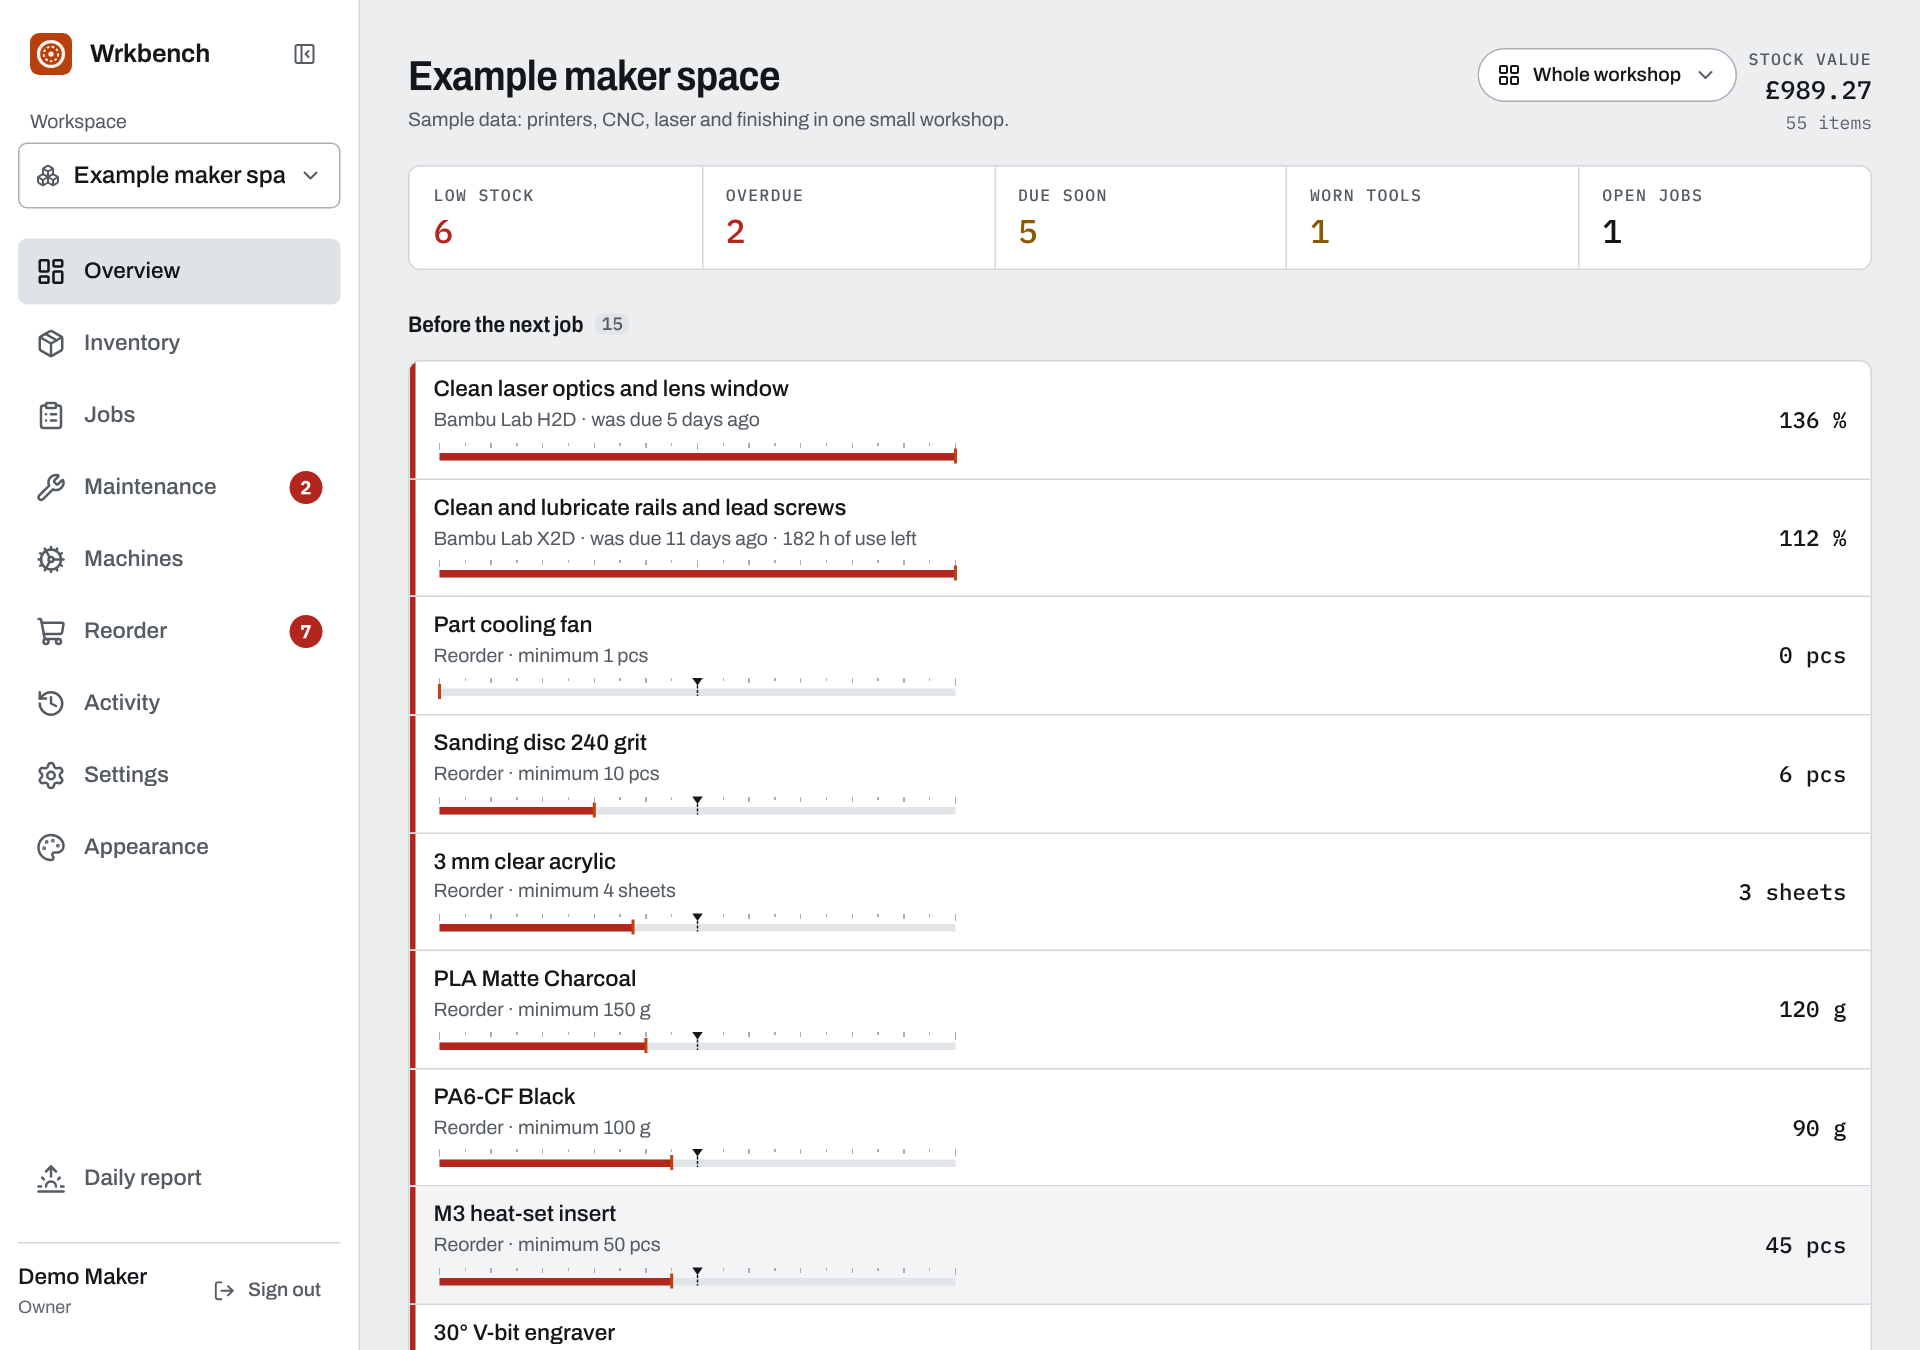 Wrkbench
Workspace
Example maker spa
Overview
Inventory
Jobs
Maintenance 2
Machines
Reorder 7
Activity
Settings
Appearance
Daily report
Demo Maker
Owner
Sign out
Example maker space
Sample data: printers, CNC, laser and finishing in one small workshop.
Whole workshop
STOCK VALUE
£989.27
55 items
LOW STOCK
6
OVERDUE
2
DUE SOON
5
WORN TOOLS
1
OPEN JOBS
1
Before the next job 15
Clean laser optics and lens window
Bambu Lab H2D · was due 5 days ago
136 %
Clean and lubricate rails and lead screws
Bambu Lab X2D · was due 11 days ago · 182 h of use left
112 %
Part cooling fan
Reorder · minimum 1 pcs
0 pcs
Sanding disc 240 grit
Reorder · minimum 10 pcs
6 pcs
3 mm clear acrylic
Reorder · minimum 4 sheets
3 sheets
PLA Matte Charcoal
Reorder · minimum 150 g
120 g
PA6-CF Black
Reorder · minimum 100 g
90 g
M3 heat-set insert
Reorder · minimum 50 pcs
45 pcs
30° V-bit engraver